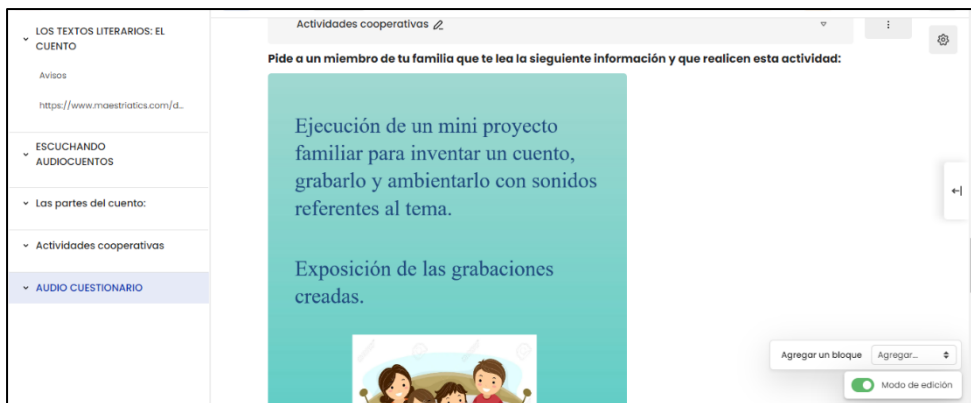 LOS TEXTOS LITERARIOS: EL
CUENTO
Avisos
https://www.maestriatics.com/d...
ESCUCHANDO
AUDIOCUENTOS
Las partes del cuento:
Actividades cooperativas
AUDIO CUESTIONARIO
Actividades cooperativas
Pide a un miembro de tu familia que te lea la sieguiente información y que realicen esta actividad:
Ejecución de un mini proyecto
familiar para inventar un cuento,
grabarlo y ambientarlo con sonidos
referentes al tema.
Exposición de las grabaciones
creadas.
Agregar un bloque Agregar...
Modo de edición